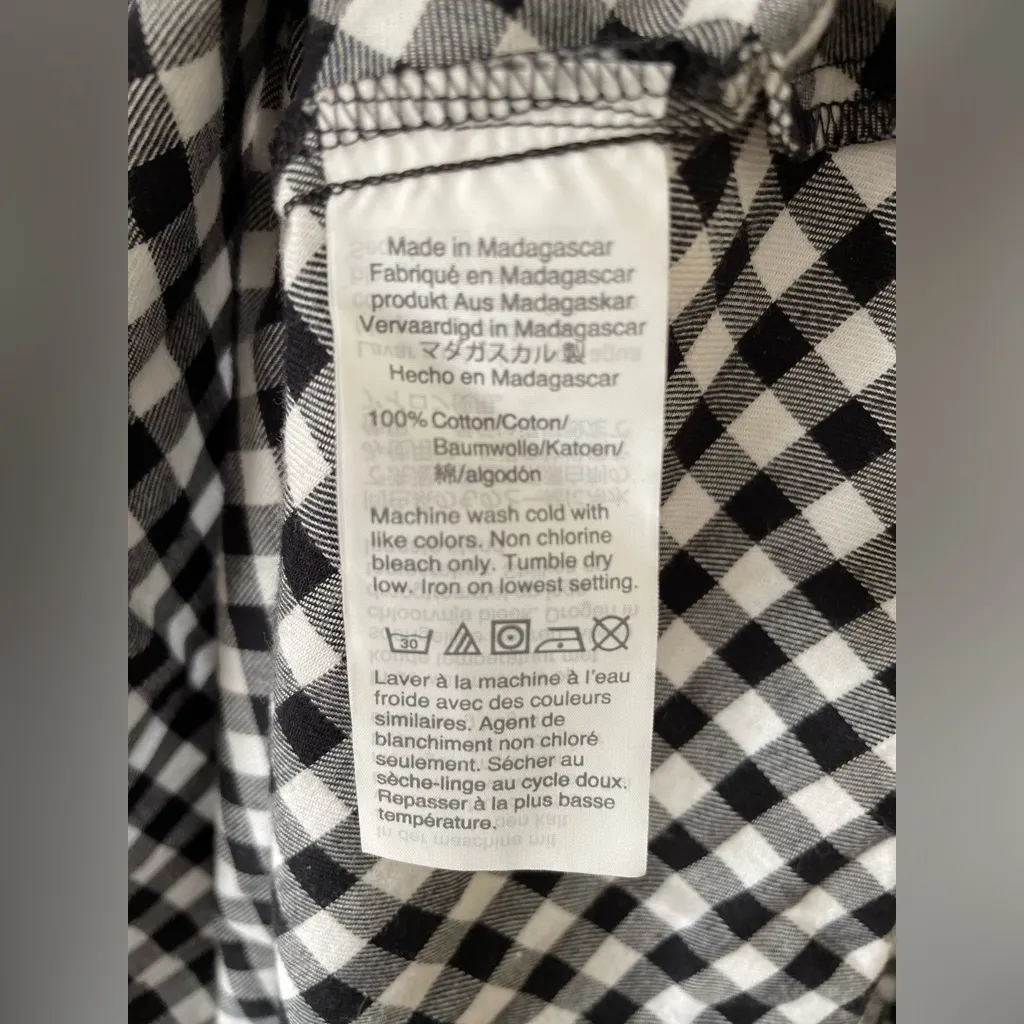 Made in Madagascar
Fabriqué en Madagascar
produkt Aus Madagaskar
Vervaardigd in Madagascar
マダガスカル製
Hecho en Madagascar
100% Cotton/Coton/
Baumwolle/Katoen/
綿/algodón
Machine wash cold with
like colors. Non chlorine
bleach only. Tumble dry
low. Iron on lowest setting.
30
Laver à la machine à l'eau
froide avec des couleurs
similaires. Agent de
blanchiment non chloré
seulement. Sécher au
sèche-linge au cycle doux.
Repasser à la plus basse
température.